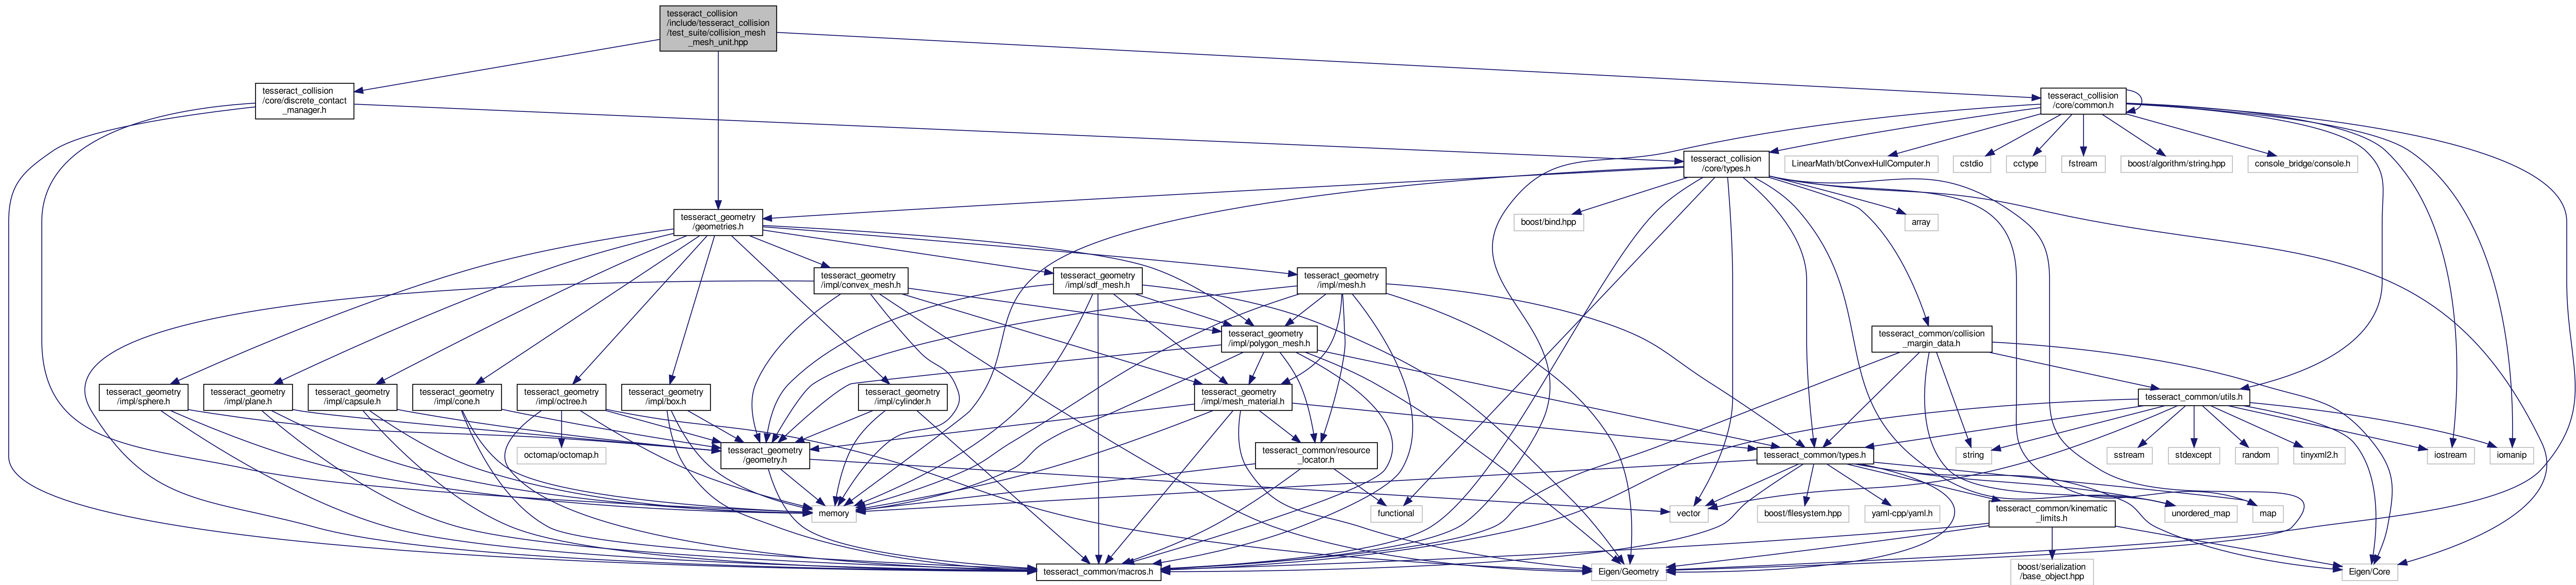 tesseract_collision
/include/tesseract_collision
/test_suite/collision_mesh
_mesh_unit.hpp
tesseract_collision
/core/discrete_contact
_manager.h
tesseract_collision
/core/common.h
tesseract_collision
/core/types.h
LinearMath/btConvexHullComputer.h
cstdio
cctype
fstream
boost/algorithm/string.hpp
console_bridge/console.h
tesseract_geometry
/geometries.h
boost/bind.hpp
array
tesseract_geometry
/impl/convex_mesh.h
tesseract_geometry
/impl/sdf_mesh.h
tesseract_geometry
/impl/mesh.h
tesseract_geometry
/impl/polygon_mesh.h
tesseract_common/collision
_margin_data.h
tesseract_geometry
/impl/sphere.h
tesseract_geometry
/impl/plane.h
tesseract_geometry
/impl/capsule.h
tesseract_geometry
/impl/cone.h
tesseract_geometry
/impl/octree.h
tesseract_geometry
/impl/box.h
tesseract_geometry
/impl/cylinder.h
tesseract_geometry
/impl/mesh_material.h
tesseract_common/utils.h
octomap/octomap.h
tesseract_geometry
/geometry.h
tesseract_common/resource
_locator.h
tesseract_common/types.h
string
sstream
stdexcept
random
tinyxml2.h
iostream
iomanip
memory
functional
vector
boost/filesystem.hpp
yaml-cpp/yaml.h
tesseract_common/kinematic
_limits.h
unordered_map
map
tesseract_common/macros.h
Eigen/Geometry
boost/serialization
/base_object.hpp
Eigen/Core